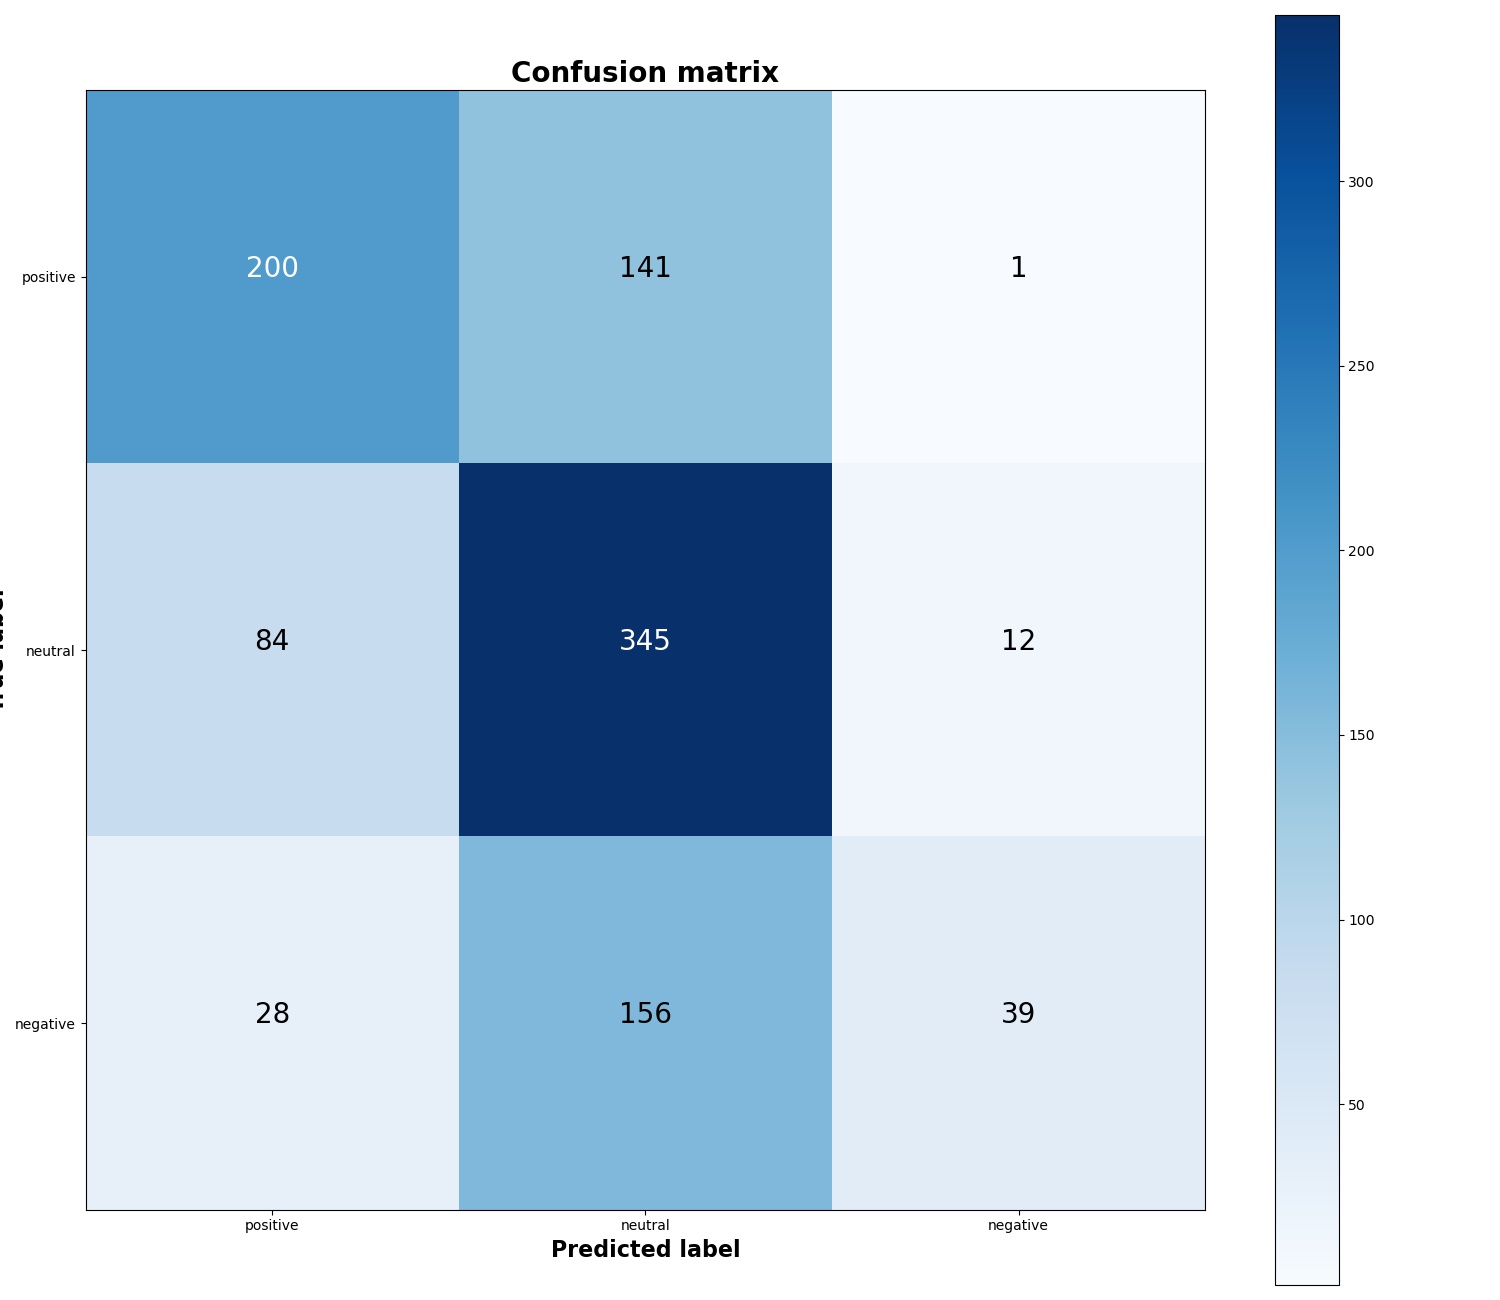 Confusion matrix
positive 200 141 1
neutral 84 345 12
negative 28 156 39
positive neutral negative
Predicted label
300
250
200
150
100
50